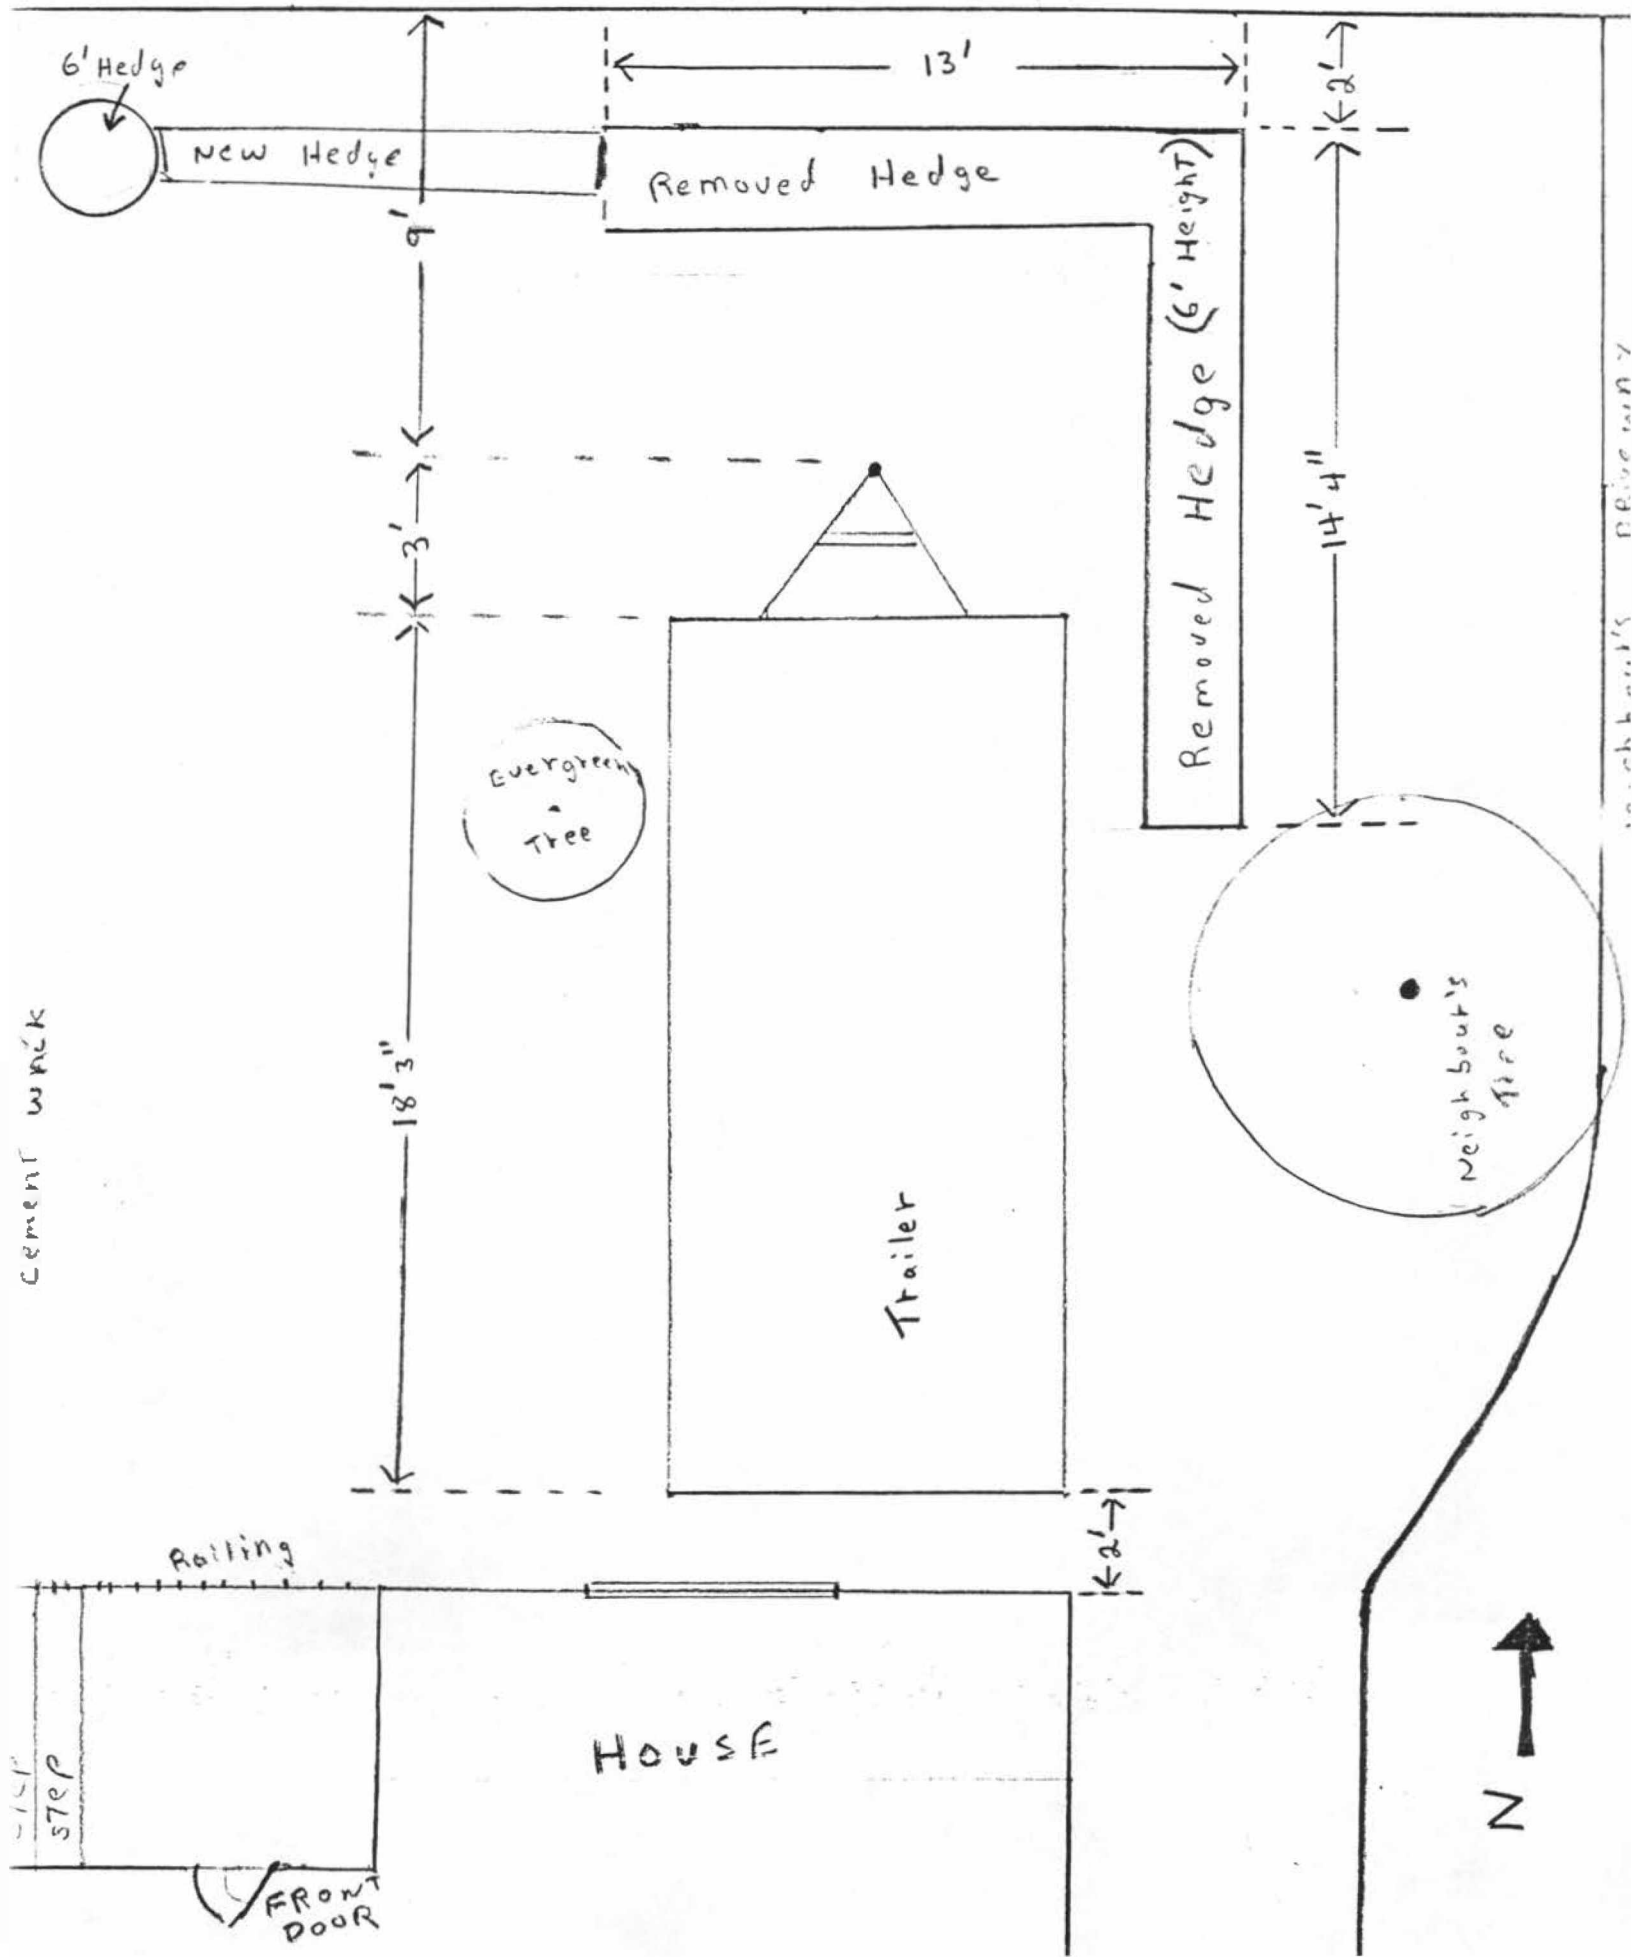 6' Hedge
13'
2'
New Hedge
Removed Hedge
Removed Hedge (6' HeighT)
9'
3'
14' 4"
Evergreen
Tree
18' 3"
Neighbour's
Tree
Trailer
cement
2'
Railing
HOUSE
STEP
FRONT
DOOR
N